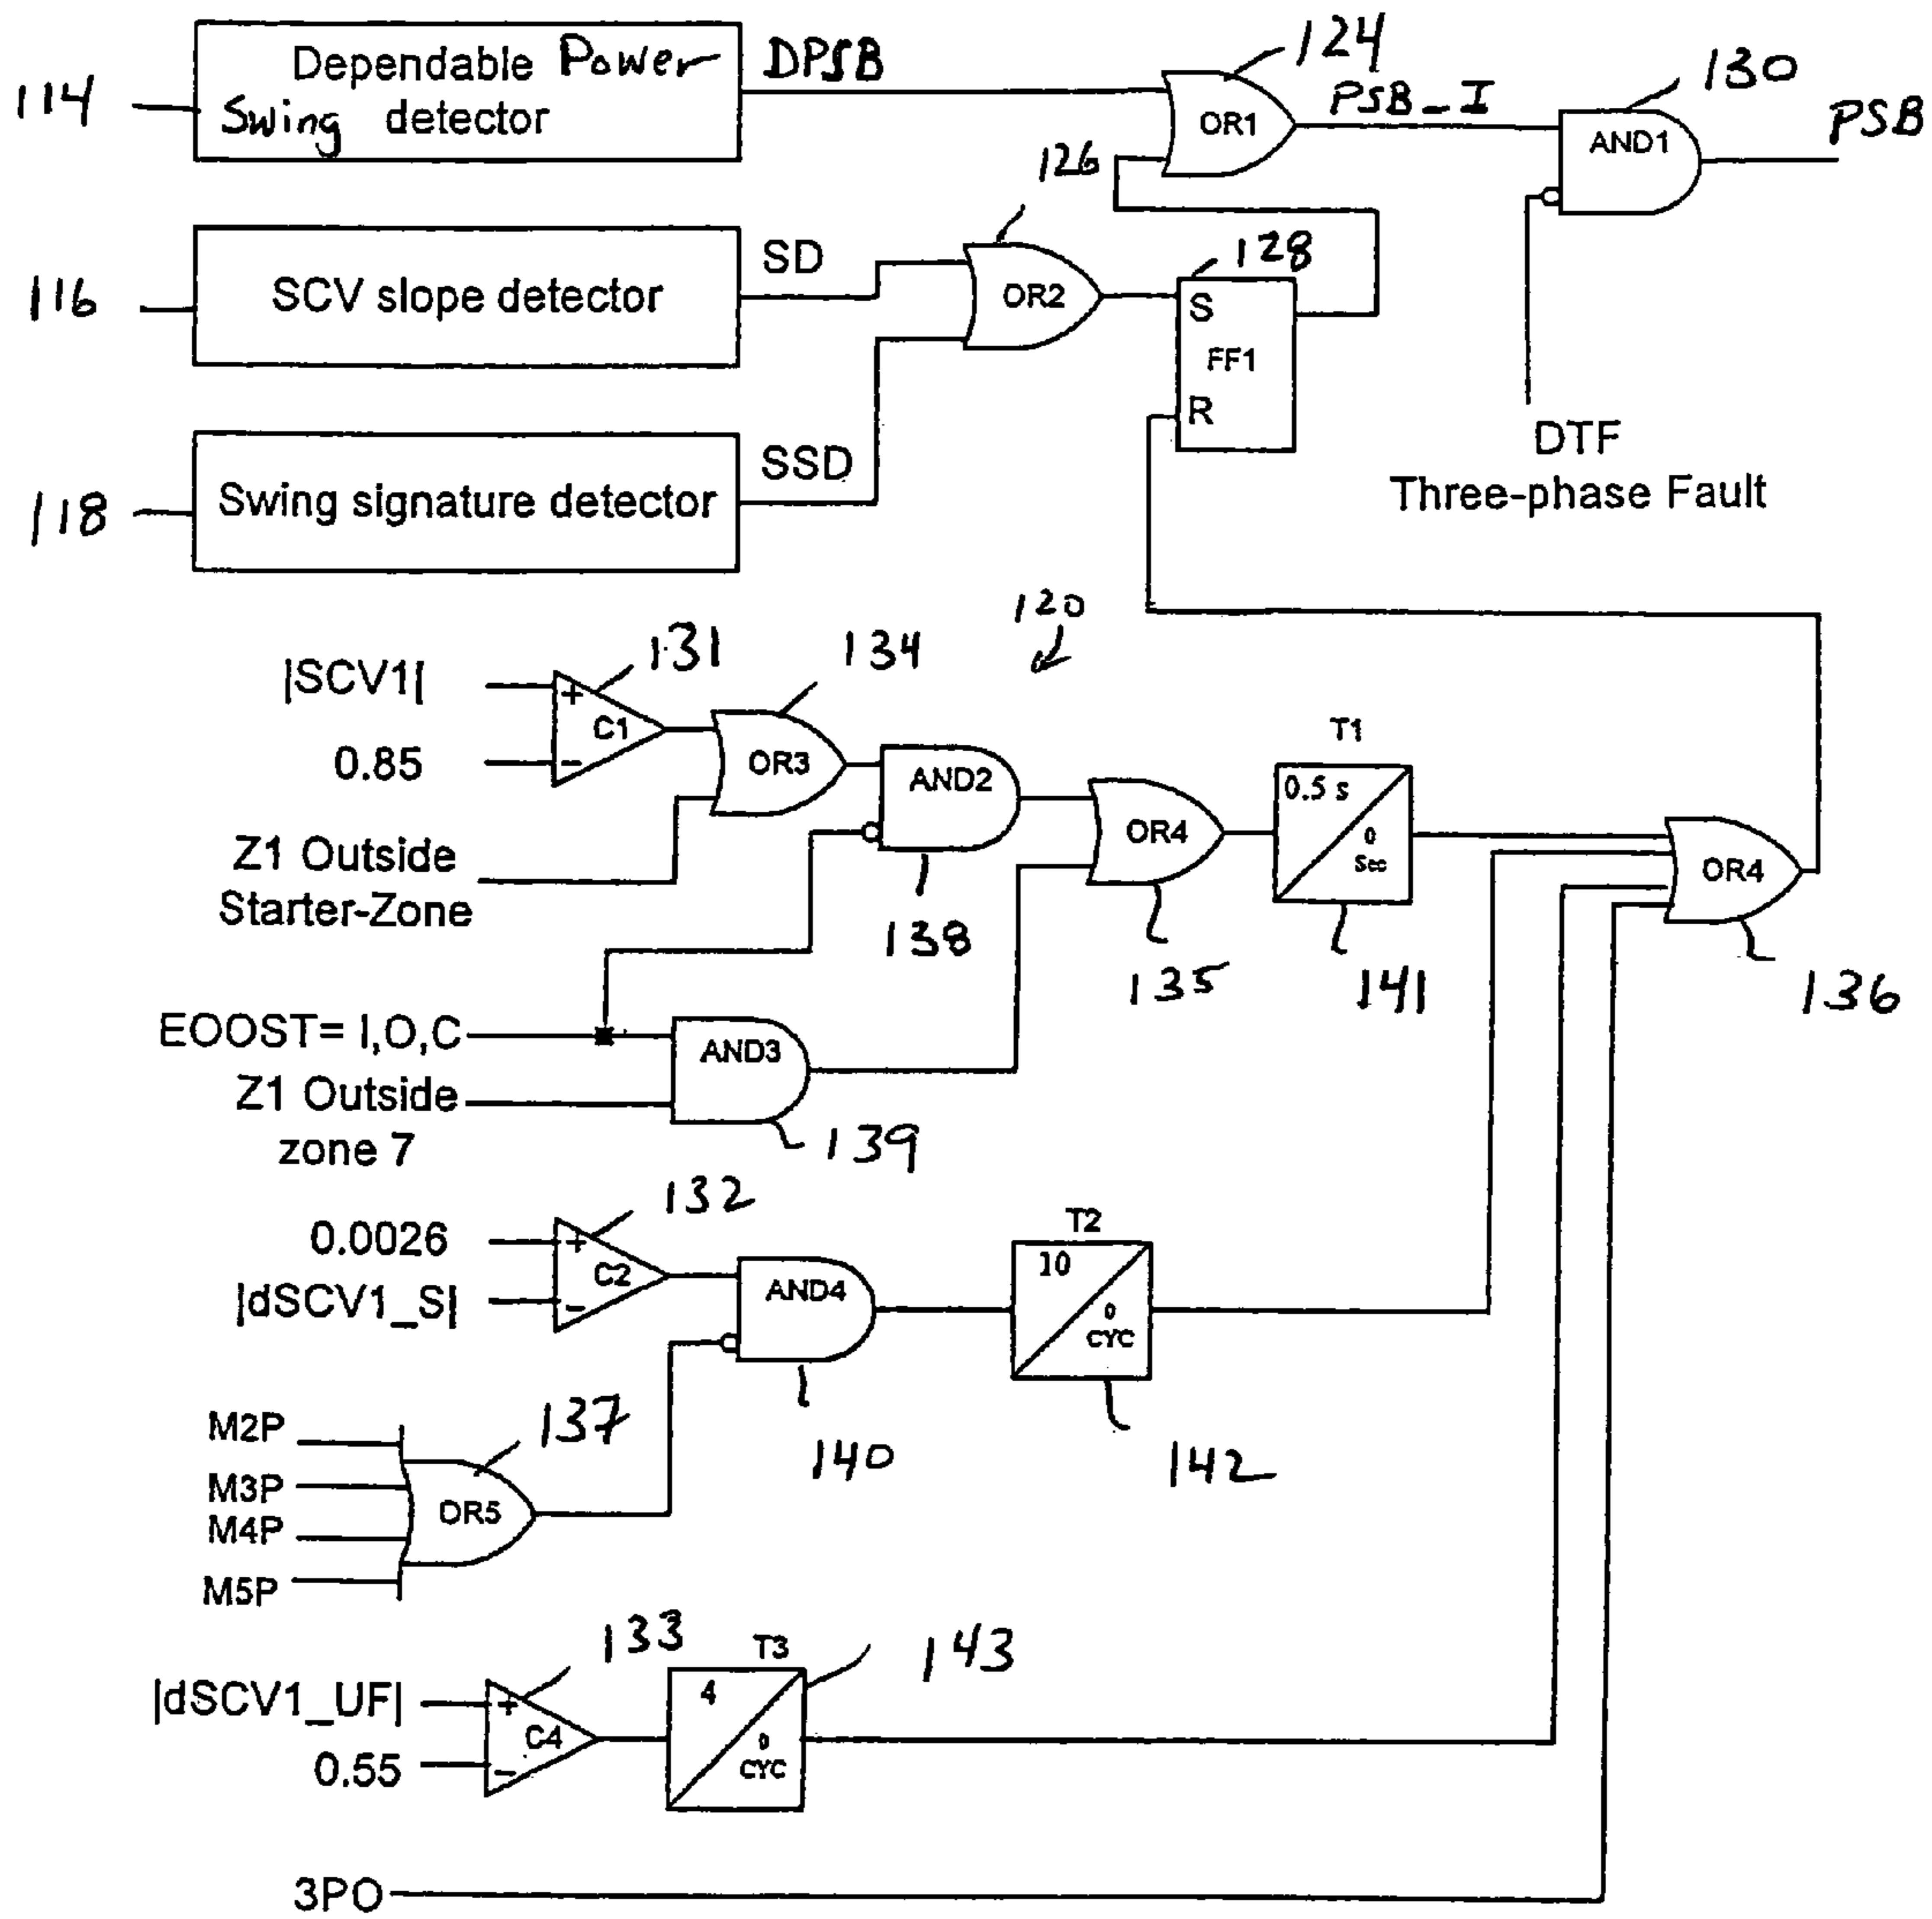 124
130
Dependable Power
Swing detector
DPSB
114
OR1
PSB_I
AND1
PSB
126
SCV slope detector
SD
116
OR2
128
S
FF1
R
DTF
Three-phase Fault
Swing signature detector
SSD
118
120
|SCV1|
0.85
+
-
C1
131
134
OR3
Z1 Outside
Starter-Zone
AND2
138
OR4
135
T1
0.5 s
0
Sec
141
OR4
136
EOOST= I,O,C
Z1 Outside
zone 7
AND3
139
0.0026
|dSCV1_S|
+
-
C2
132
AND4
140
T2
10
0
CYC
142
M2P
M3P
M4P
M5P
OR5
137
|dSCV1_UF|
0.55
+
-
C4
133
T3
4
0
CYC
143
3PO